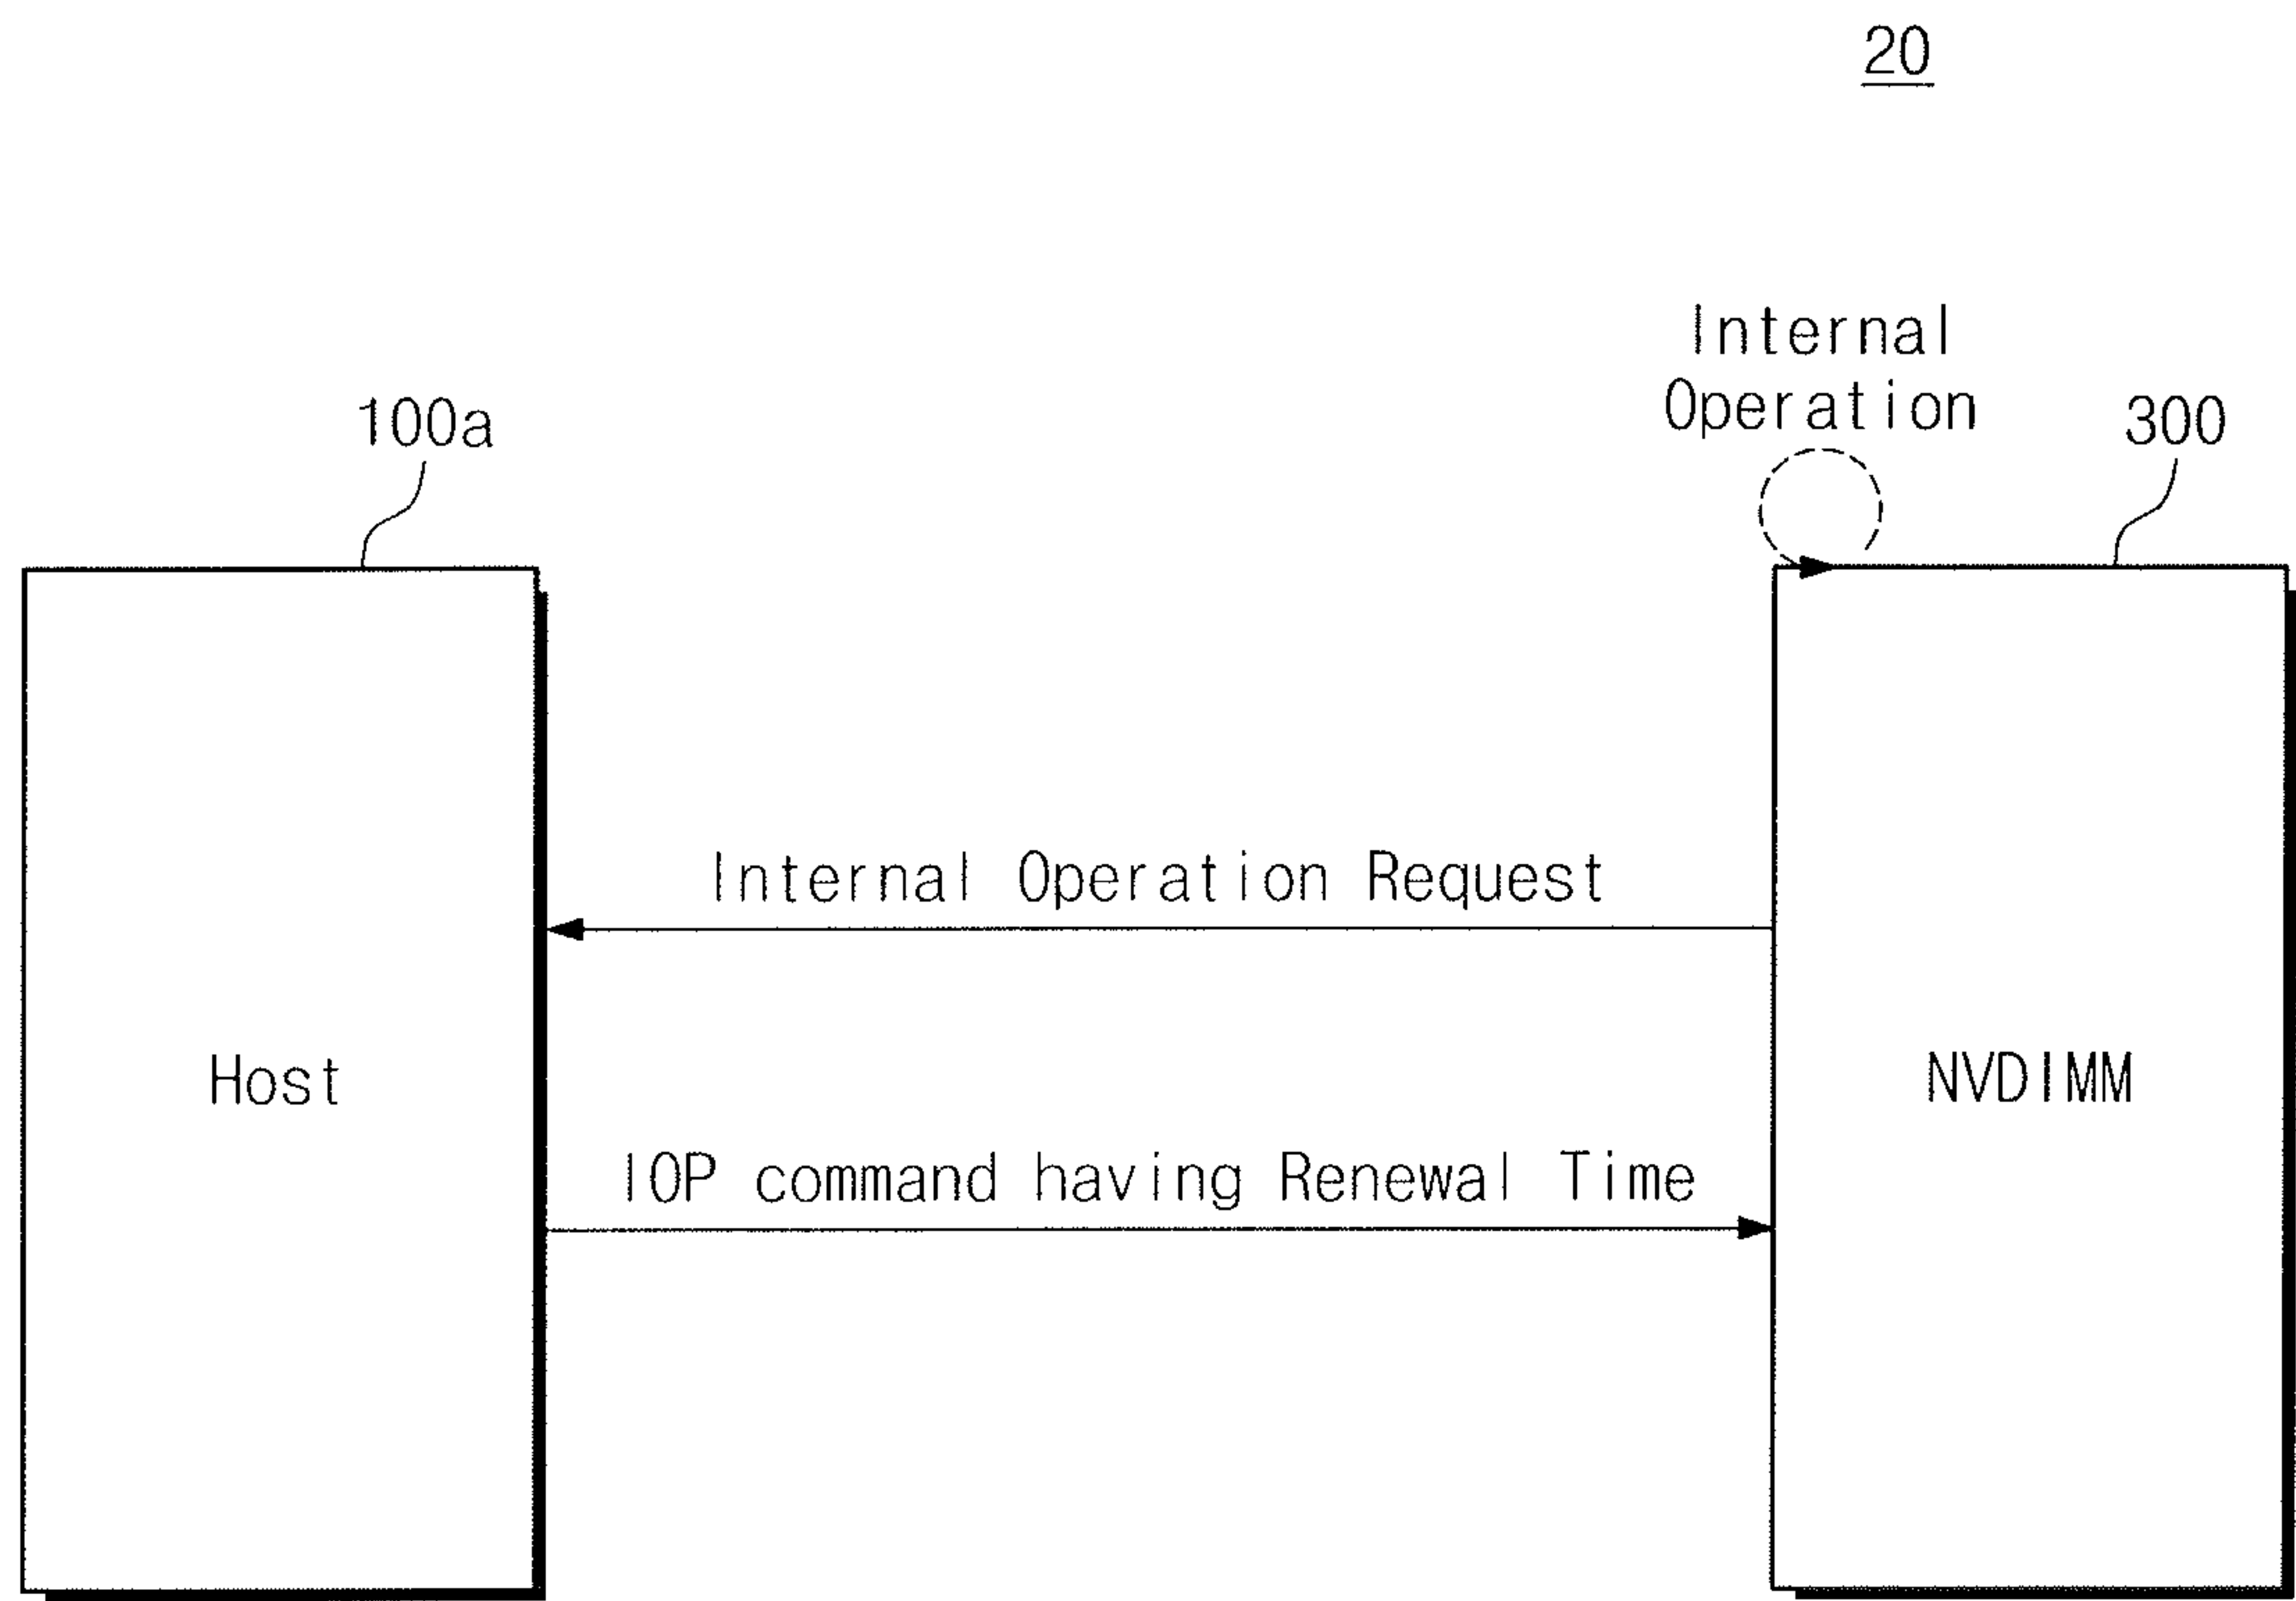 20
Internal
Operation
100a
300
Internal Operation Request
Host
NVDIMM
IOP command having Renewal Time